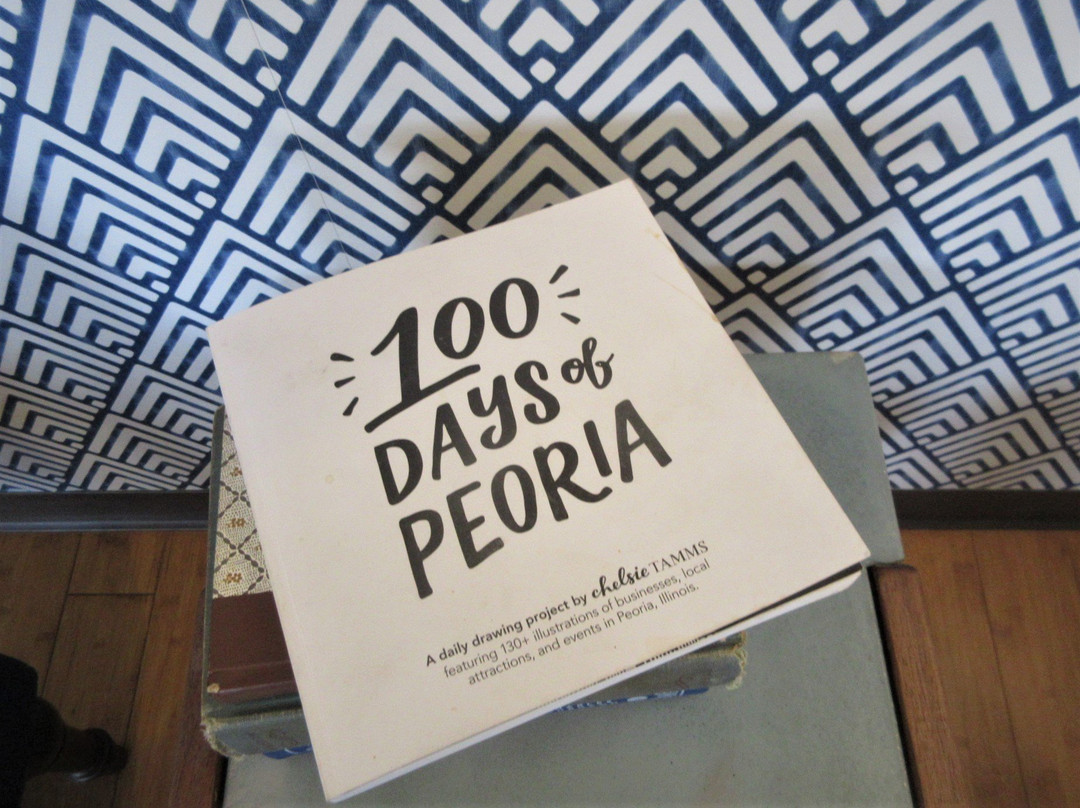 100
DAYS of
PEORIA
A daily drawing project by chelsie TAMMS
featuring 130+ illustrations of businesses, local
attractions, and events in Peoria, Illinois.